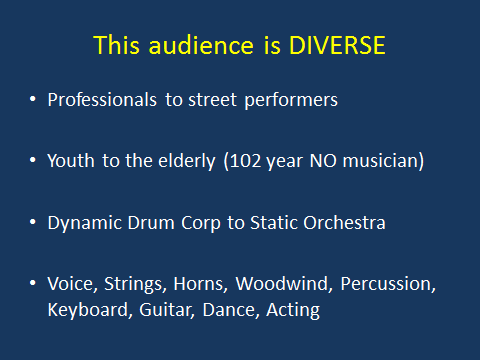 This audience is DIVERSE
• Professionals to street performers
• Youth to the elderly (102 year NO musician)
• Dynamic Drum Corp to Static Orchestra
• Voice, Strings, Horns, Woodwind, Percussion,
Keyboard, Guitar, Dance, Acting